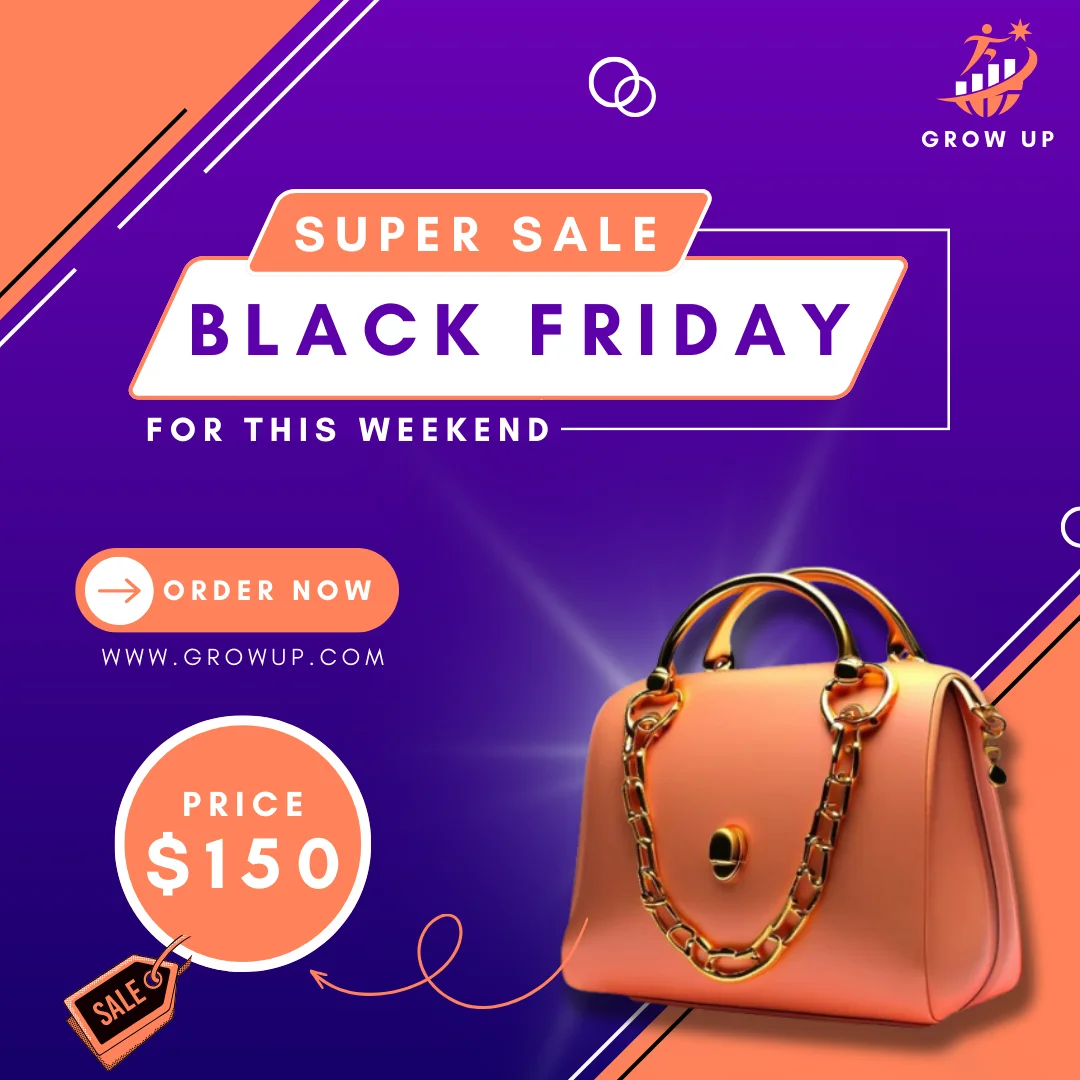 GROW UP
SUPER SALE
BLACK FRIDAY
FOR THIS WEEKEND
ORDER NOW
WWW.GROWUP.COM
PRICE
$150
SALE